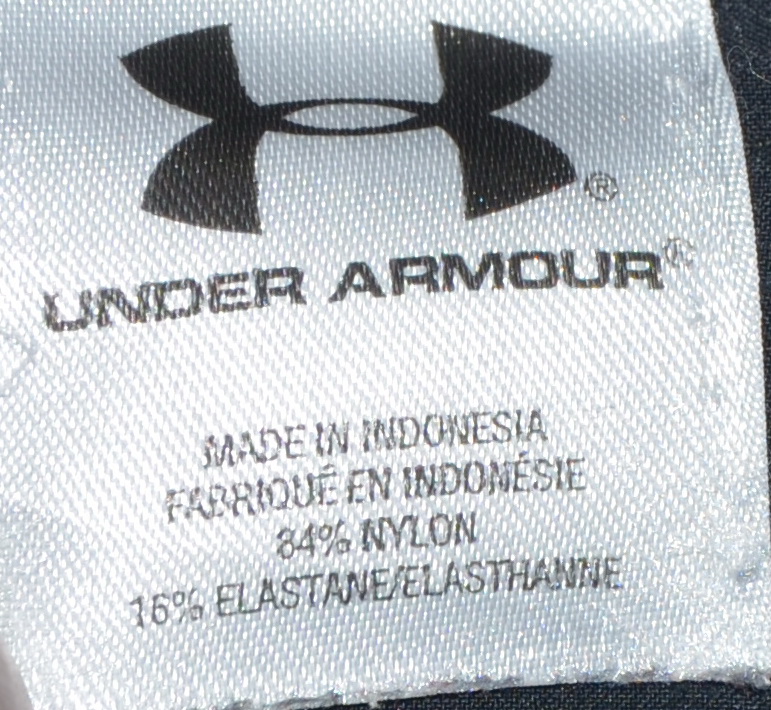 ®
UNDER ARMOUR®
MADE IN INDONESIA
FABRIQUÉ EN INDONÉSIE
84% NYLON
16% ELASTANE/ELASTHANNE